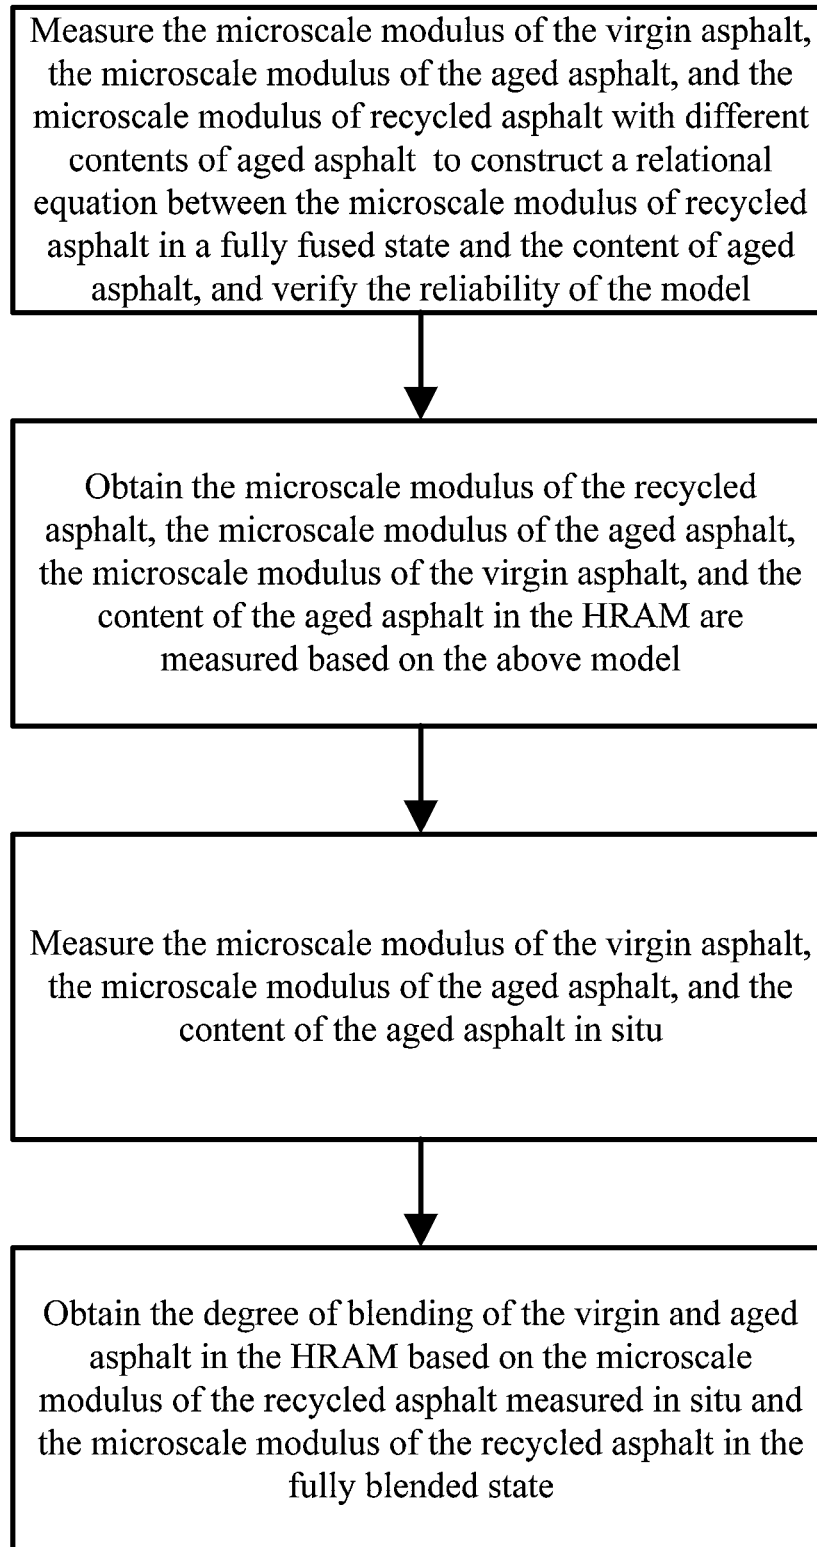 Measure the microscale modulus of the virgin asphalt,
the microscale modulus of the aged asphalt, and the
microscale modulus of recycled asphalt with different
contents of aged asphalt to construct a relational
equation between the microscale modulus of recycled
asphalt in a fully fused state and the content of aged
asphalt, and verify the reliability of the model
Obtain the microscale modulus of the recycled
asphalt, the microscale modulus of the aged asphalt,
the microscale modulus of the virgin asphalt, and the
content of the aged asphalt in the HRAM are
measured based on the above model
Measure the microscale modulus of the virgin asphalt,
the microscale modulus of the aged asphalt, and the
content of the aged asphalt in situ
Obtain the degree of blending of the virgin and aged
asphalt in the HRAM based on the microscale
modulus of the recycled asphalt measured in situ and
the microscale modulus of the recycled asphalt in the
fully blended state